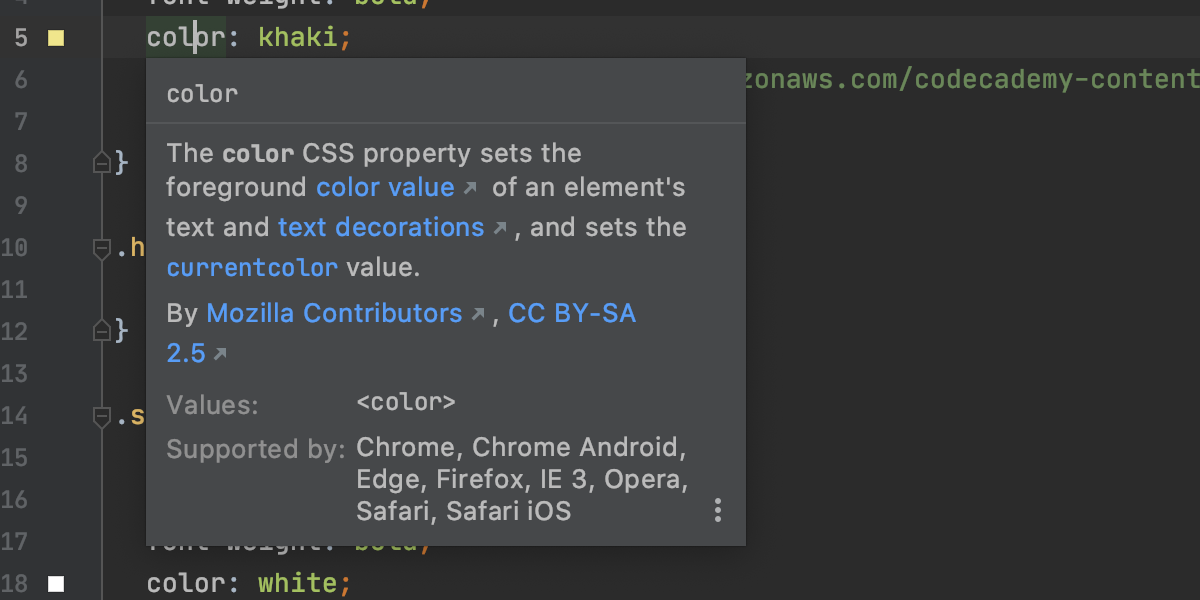 4 font-weight: bold;
5 color: khaki;
color
6 zonaws.com/codecademy-content
7
The color CSS property sets the
8 }
foreground color value of an element's
9
text and text decorations , and sets the
10 .h
currentcolor value.
11
By Mozilla Contributors , CC BY-SA
12 }
2.5
13
Values: <color>
14 .s
Supported by: Chrome, Chrome Android,
15
Edge, Firefox, IE 3, Opera,
16
Safari, Safari iOS
17 font-weight: bold;
18 color: white;